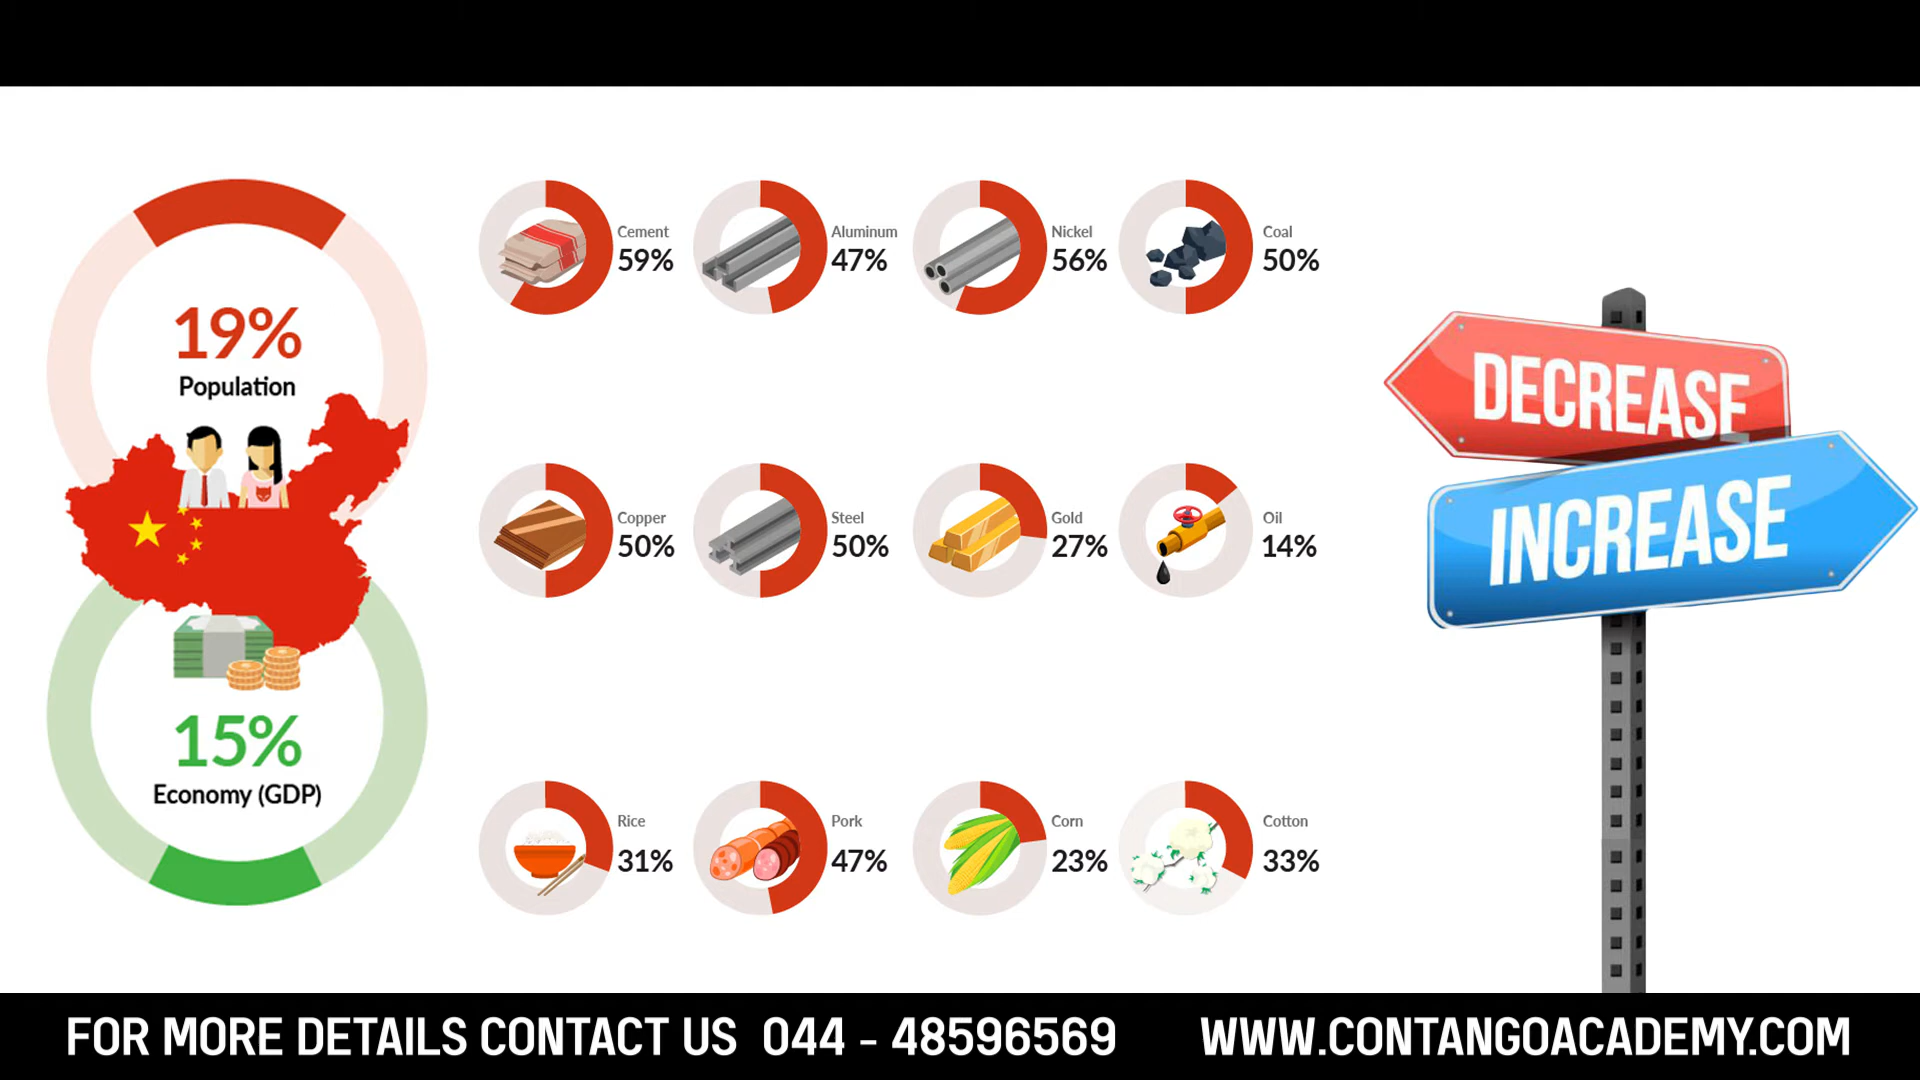 19%
Population
15%
Economy (GDP)
Cement
59%
Aluminum
47%
Nickel
56%
Coal
50%
Copper
50%
Steel
50%
Gold
27%
Oil
14%
Rice
31%
Pork
47%
Corn
23%
Cotton
33%
DECREASE
INCREASE
FOR MORE DETAILS CONTACT US 044 - 48596569 WWW.CONTANGOACADEMY.COM